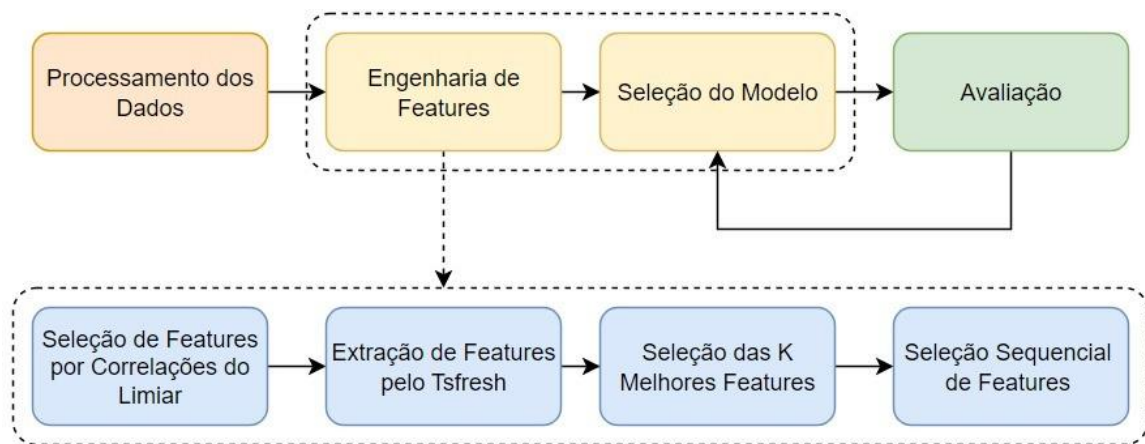 Processamento dos
Dados
Engenharia de
Features
Seleção do Modelo
Avaliação
Seleção de Features
por Correlações do
Limiar
Extração de Features
pelo Tsfresh
Seleção das K
Melhores Features
Seleção Sequencial
de Features